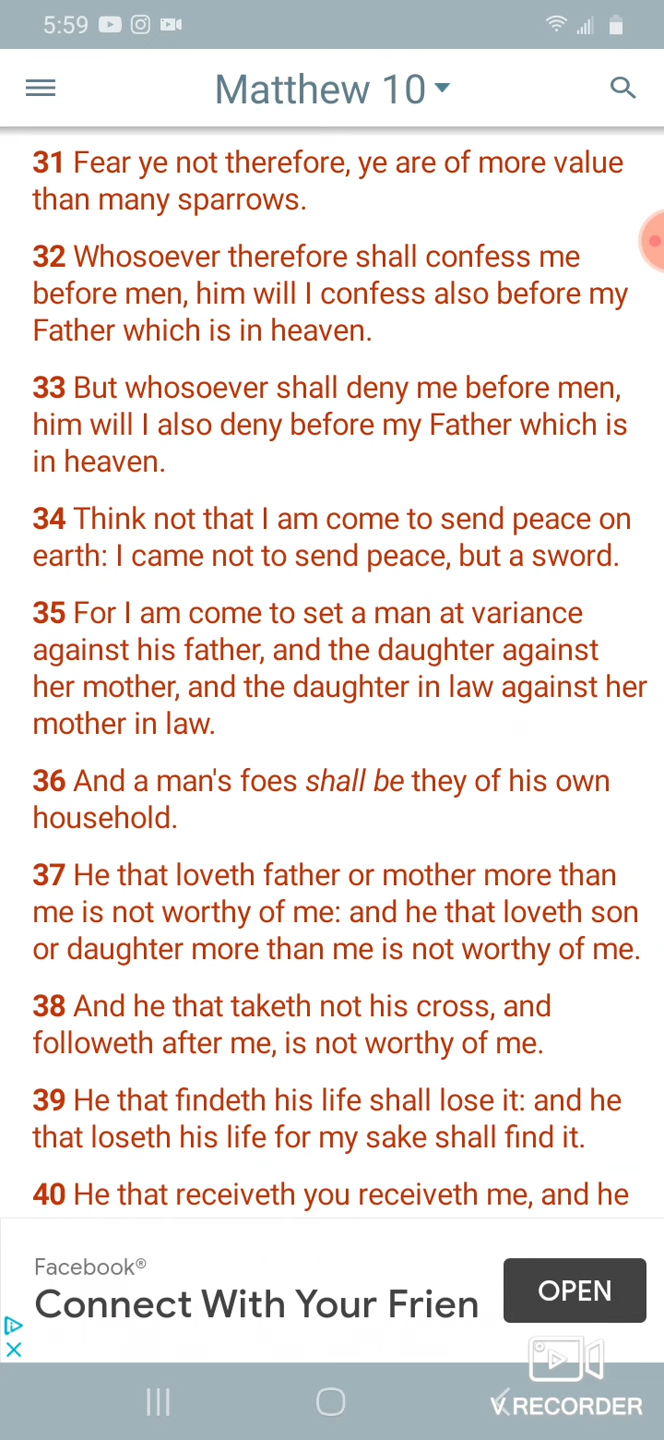 5:59
Matthew 10
31 Fear ye not therefore, ye are of more value
than many sparrows.
32 Whosoever therefore shall confess me
before men, him will I confess also before my
Father which is in heaven.
33 But whosoever shall deny me before men,
him will I also deny before my Father which is
in heaven.
34 Think not that I am come to send peace on
earth: I came not to send peace, but a sword.
35 For I am come to set a man at variance
against his father, and the daughter against
her mother, and the daughter in law against her
mother in law.
36 And a man's foes shall be they of his own
household.
37 He that loveth father or mother more than
me is not worthy of me: and he that loveth son
or daughter more than me is not worthy of me.
38 And he that taketh not his cross, and
followeth after me, is not worthy of me.
39 He that findeth his life shall lose it: and he
that loseth his life for my sake shall find it.
40 He that receiveth you receiveth me, and he
Facebook®
Connect With Your Frien
OPEN
V.RECORDER